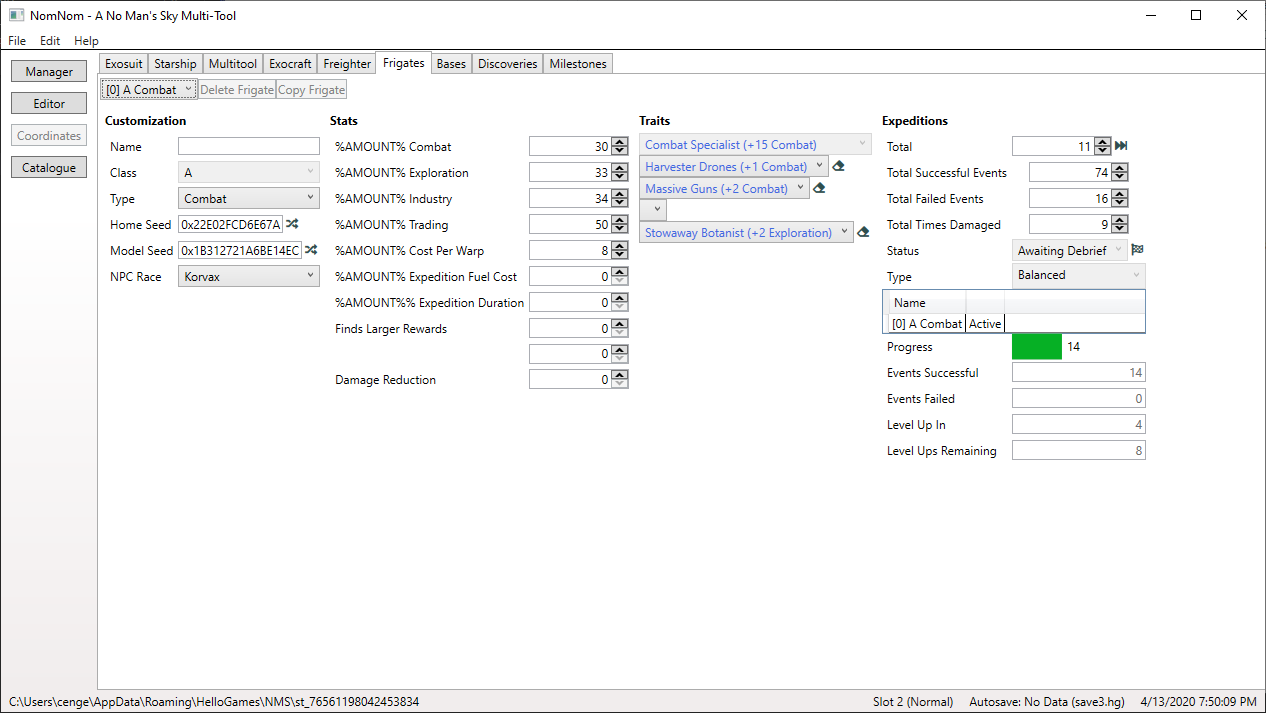 NomNom - A No Man's Sky Multi-Tool
File Edit Help
Manager
Editor
Coordinates
Catalogue
Exosuit Starship Multitool Exocraft Freighter Frigates Bases Discoveries Milestones
[0] A Combat Delete Frigate Copy Frigate
Customization
Name
Class A
Type Combat
Home Seed 0x22E02FCD6E67A
Model Seed 0x1B312721A6BE14EC
NPC Race Korvax
Stats
%AMOUNT% Combat 30
%AMOUNT% Exploration 33
%AMOUNT% Industry 34
%AMOUNT% Trading 50
%AMOUNT% Cost Per Warp 8
%AMOUNT% Expedition Fuel Cost 0
%AMOUNT%% Expedition Duration 0
Finds Larger Rewards 0
0
Damage Reduction 0
Traits
Combat Specialist (+15 Combat)
Harvester Drones (+1 Combat)
Massive Guns (+2 Combat)
Stowaway Botanist (+2 Exploration)
Expeditions
Total 11
Total Successful Events 74
Total Failed Events 16
Total Times Damaged 9
Status Awaiting Debrief
Type Balanced
Name
[0] A Combat Active
Progress 14
Events Successful 14
Events Failed 0
Level Up In 4
Level Ups Remaining 8
C:\Users\cenge\AppData\Roaming\HelloGames\NMS\st_76561198042453834 Slot 2 (Normal) Autosave: No Data (save3.hg) 4/13/2020 7:50:09 PM